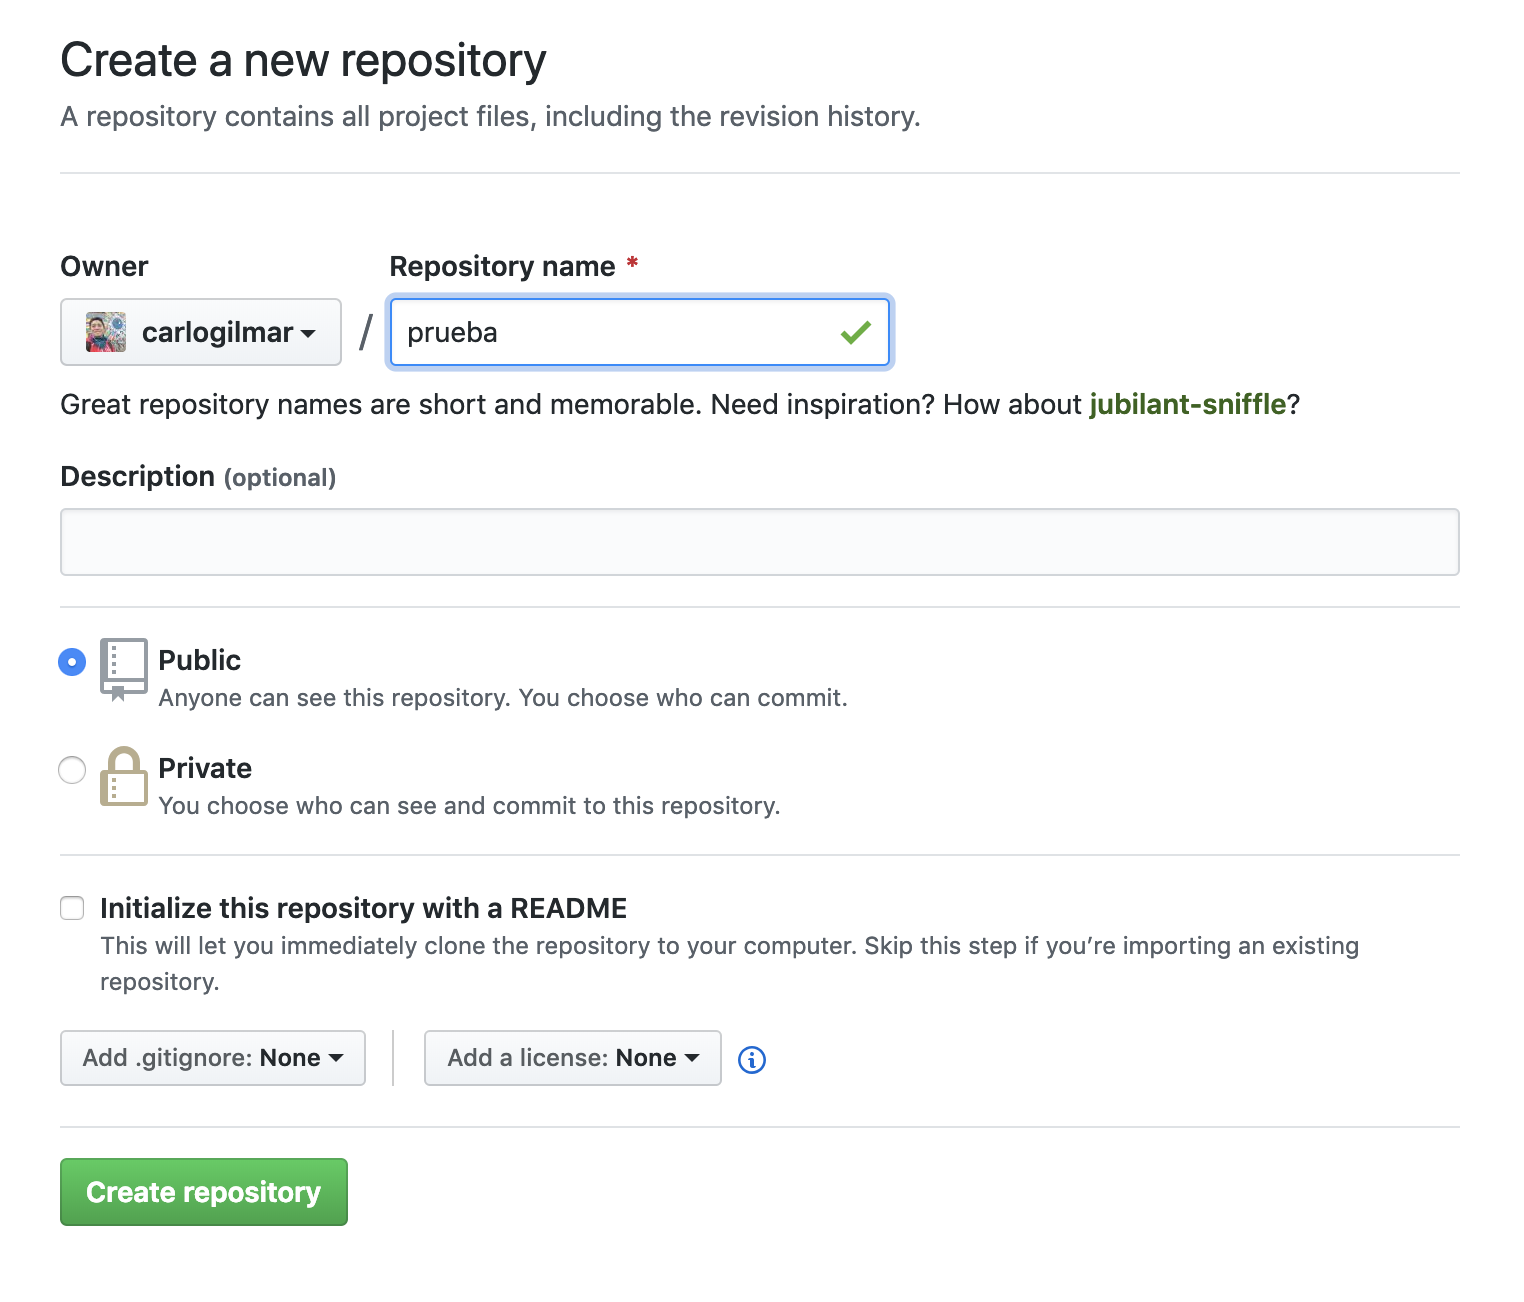 Create a new repository
A repository contains all project files, including the revision history.
Owner
Repository name *
carlogilmar
/
prueba
Great repository names are short and memorable. Need inspiration? How about jubilant-sniffle?
Description (optional)
Public
Anyone can see this repository. You choose who can commit.
Private
You choose who can see and commit to this repository.
Initialize this repository with a README
This will let you immediately clone the repository to your computer. Skip this step if you’re importing an existing
repository.
Add .gitignore: None
Add a license: None
Create repository